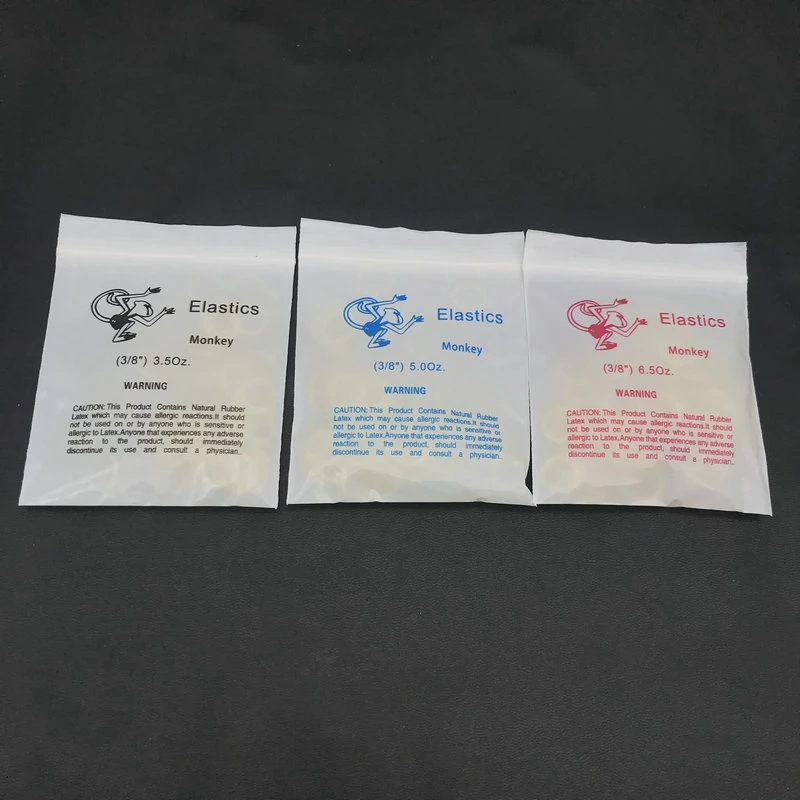 Elastics
Monkey
(3/8") 3.5Oz.
WARNING
CAUTION: This Product Contains Natural Rubber
Latex which may cause allergic reactions.It should
not be used on or by anyone who is sensitive or
allergic to Latex.Anyone that experiences any adverse
reaction to the product, should immediately
discontinue its use and consult a physician..
Elastics
Monkey
(3/8") 5.0Oz.
WARNING
CAUTION: This Product Contains Natural Rubber
Latex which may cause allergic reactions.It should
not be used on or by anyone who is sensitive or
allergic to Latex.Anyone that experiences any adverse
reaction to the product, should immediately
discontinue its use and consult a physician..
Elastics
Monkey
(3/8") 6.5Oz.
WARNING
CAUTION: This Product Contains Natural Rubber
Latex which may cause allergic reactions.It should
not be used on or by anyone who is sensitive or
allergic to Latex.Anyone that experiences any adverse
reaction to the product, should immediately
discontinue its use and consult a physician..